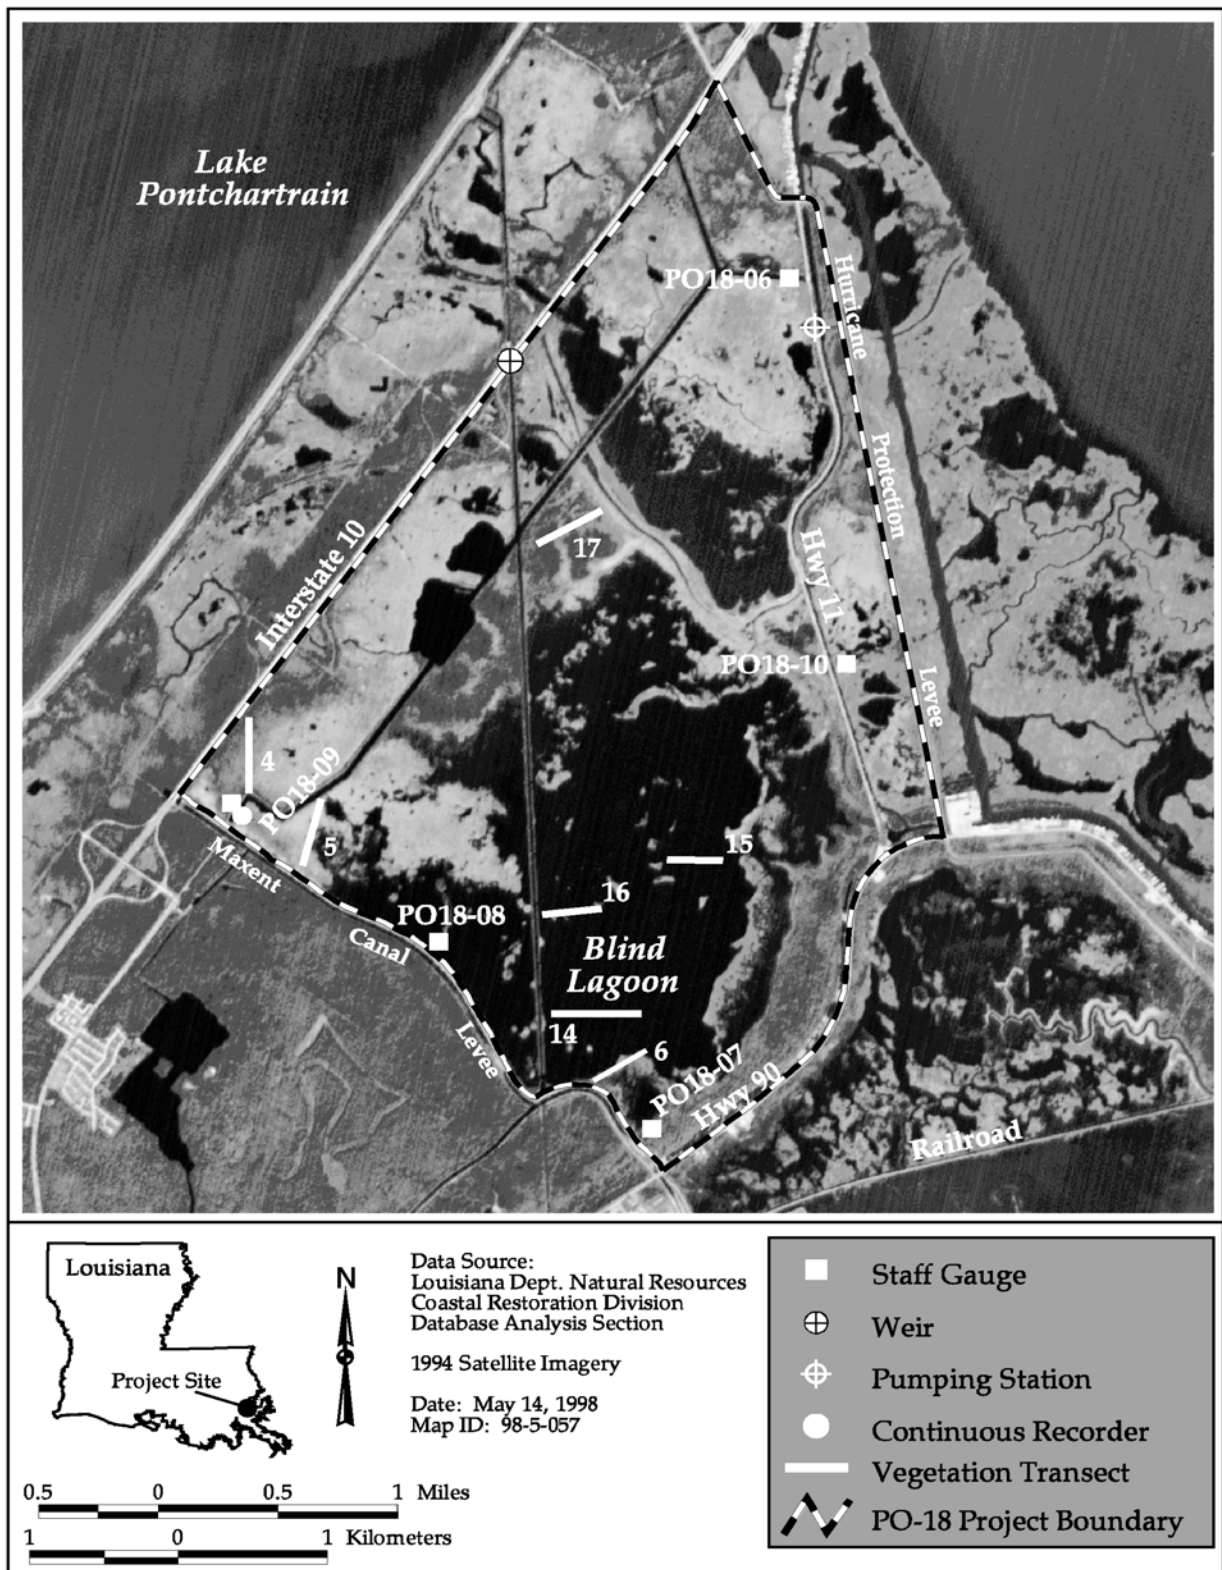 Lake
Pontchartrain
PO18-06
Hurricane
Protection
Levee
Interstate 10
17
Hwy 11
PO18-10
4
PO18-09
5
Maxent
Canal
Levee
15
16
PO18-08
Blind
Lagoon
14
6
PO18-07
Hwy 90
Railroad
Louisiana
Project Site
N
Data Source:
Louisiana Dept. Natural Resources
Coastal Restoration Division
Database Analysis Section
1994 Satellite Imagery
Date: May 14, 1998
Map ID: 98-5-057
0.5 0 0.5 1 Miles
1 0 1 Kilometers
Staff Gauge
Weir
Pumping Station
Continuous Recorder
Vegetation Transect
PO-18 Project Boundary